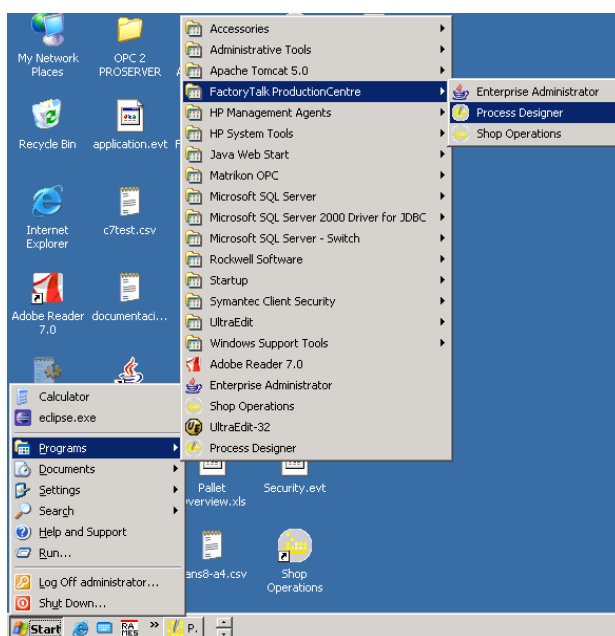 My Network
Places
OPC 2
PROSERVER
Recycle Bin
application.evt
Internet
Explorer
c7test.csv
Adobe Reader
7.0
documentaci...
Accessories
Administrative Tools
Apache Tomcat 5.0
FactoryTalk ProductionCentre
HP Management Agents
HP System Tools
Java Web Start
Matrikon OPC
Microsoft SQL Server
Microsoft SQL Server 2000 Driver for JDBC
Microsoft SQL Server - Switch
Rockwell Software
Startup
Symantec Client Security
UltraEdit
Windows Support Tools
Adobe Reader 7.0
Enterprise Administrator
Shop Operations
UltraEdit-32
Process Designer
Enterprise Administrator
Process Designer
Shop Operations
Calculator
eclipse.exe
Programs
Documents
Settings
Search
Help and Support
Run...
Log Off administrator...
Shut Down...
Pallet
verview.xls
Security.evt
ans8-a4.csv
Shop
Operations
Start
RA
MES
»
P.